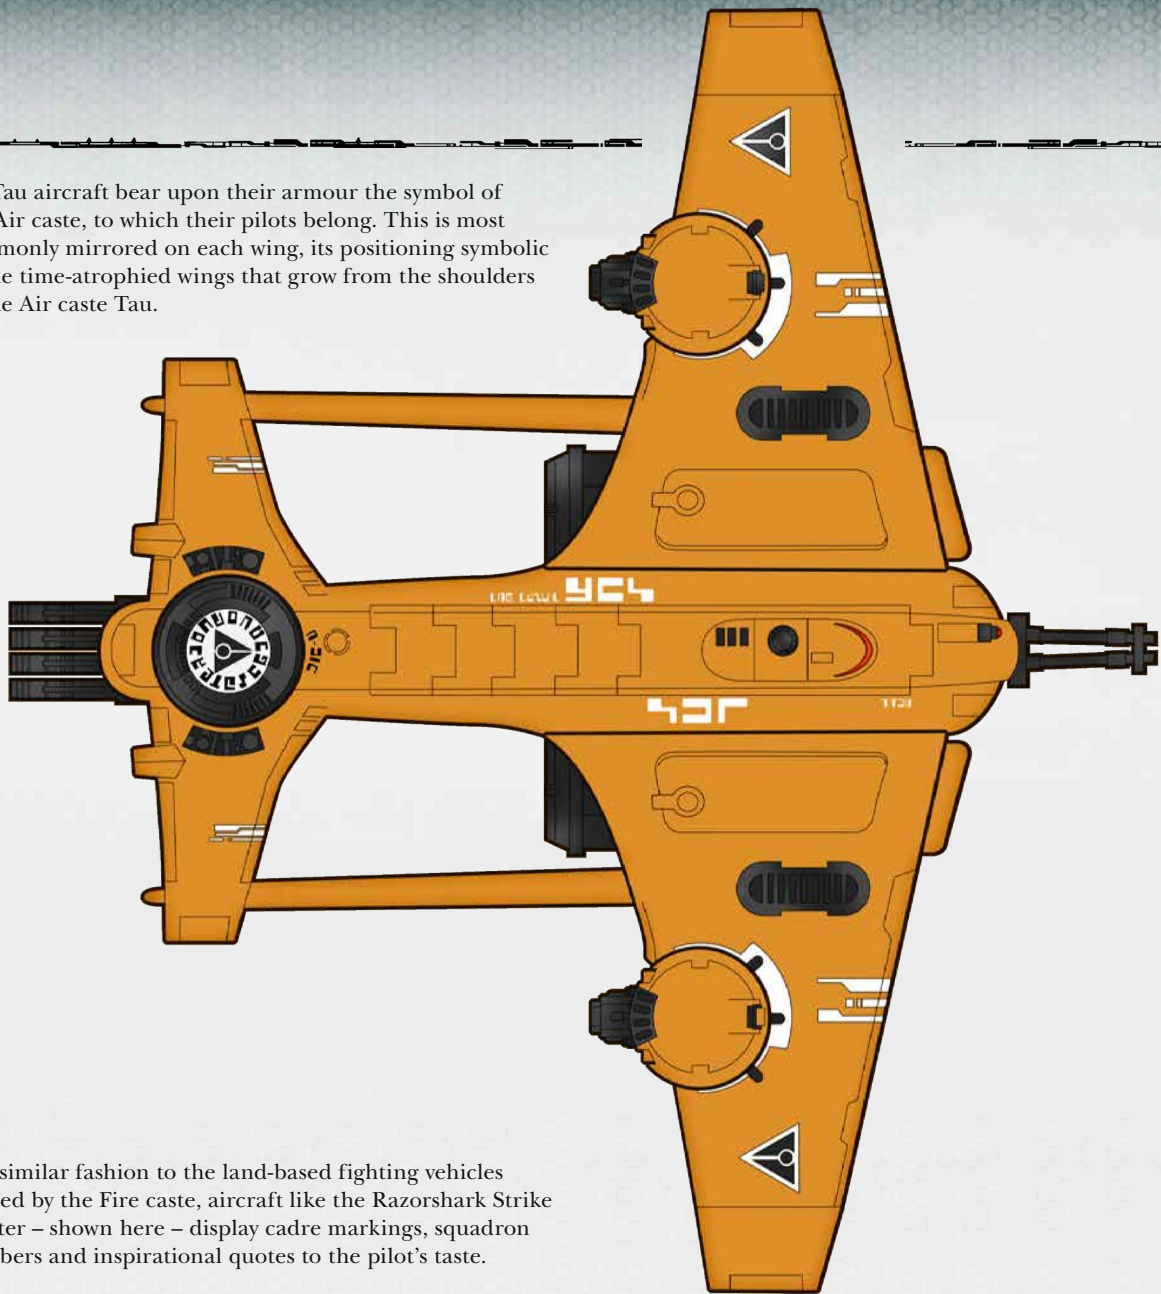 Tau aircraft bear upon their armour the symbol of
Air caste, to which their pilots belong. This is most
monly mirrored on each wing, its positioning symbolic
e time-atrophied wings that grow from the shoulders
e Air caste Tau.
similar fashion to the land-based fighting vehicles
ed by the Fire caste, aircraft like the Razorshark Strike
ter – shown here – display cadre markings, squadron
bers and inspirational quotes to the pilot's taste.